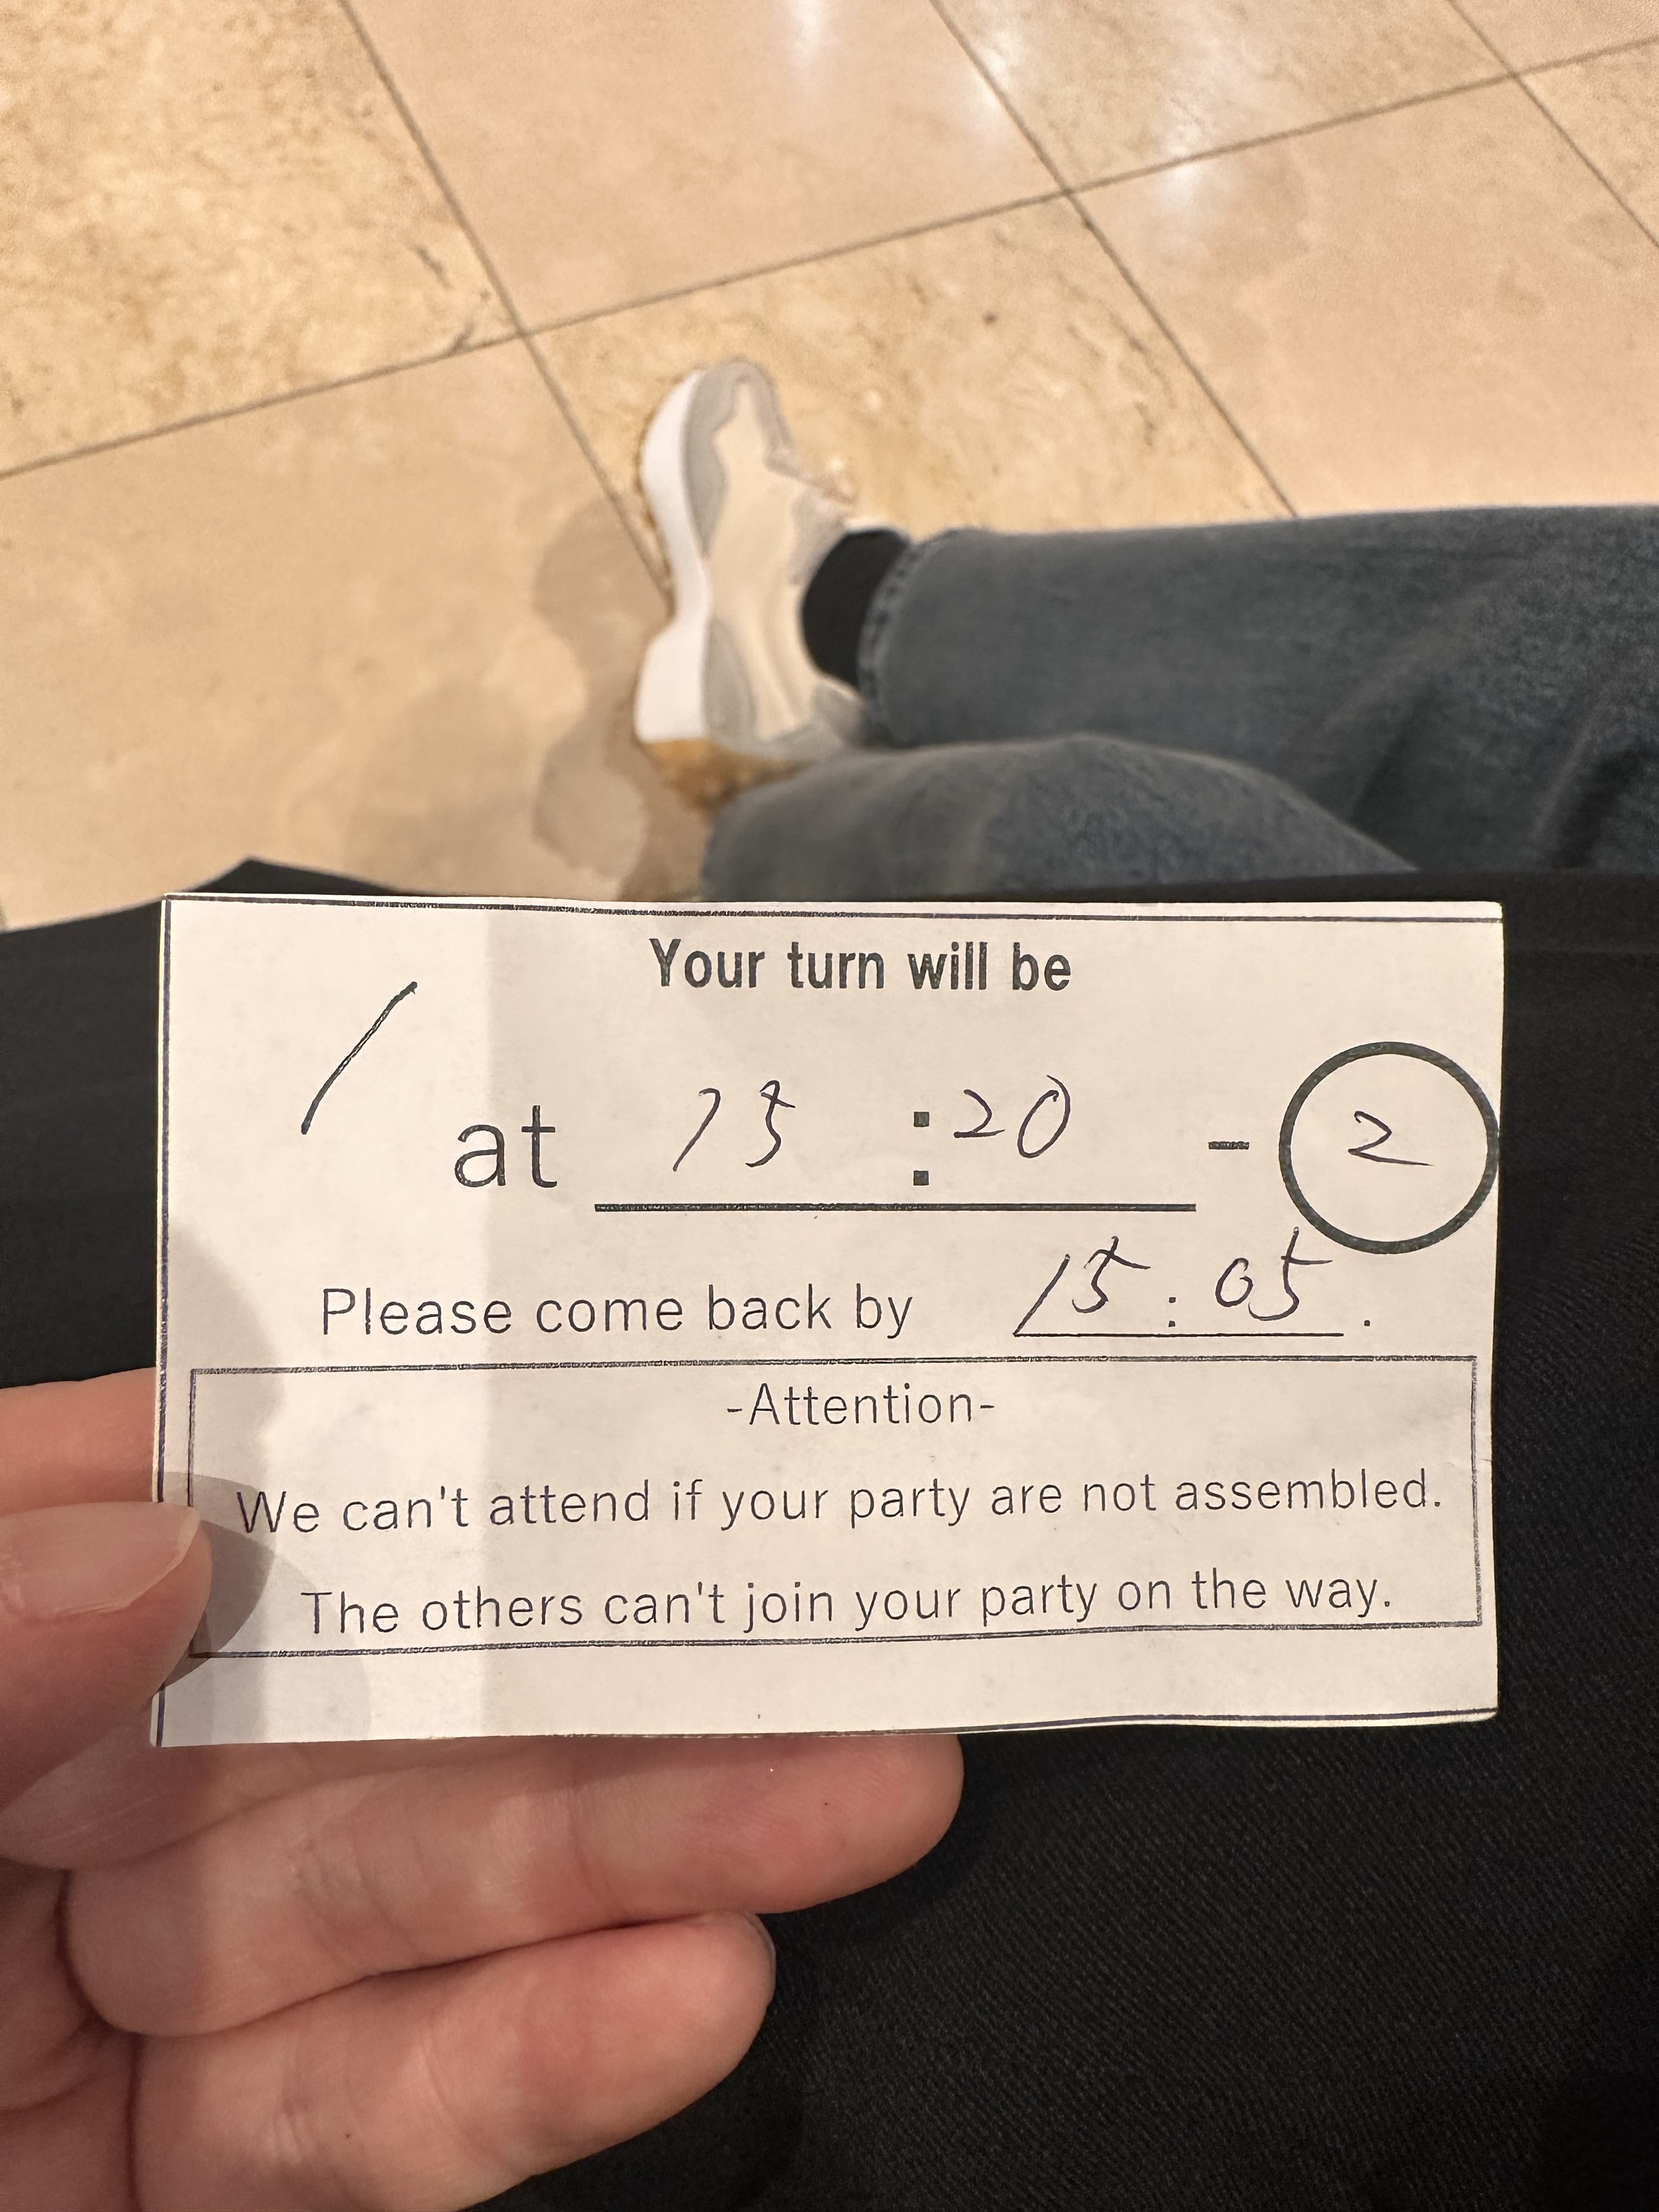 Your turn will be
/ at 15:20 - 2
Please come back by 15:05.
-Attention-
We can't attend if your party are not assembled.
The others can't join your party on the way.